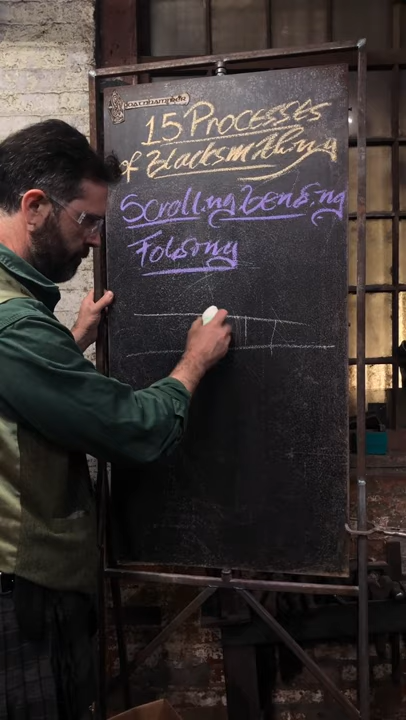 15 Processes
of Blacksmithing
Scrolling/Bending
Folding